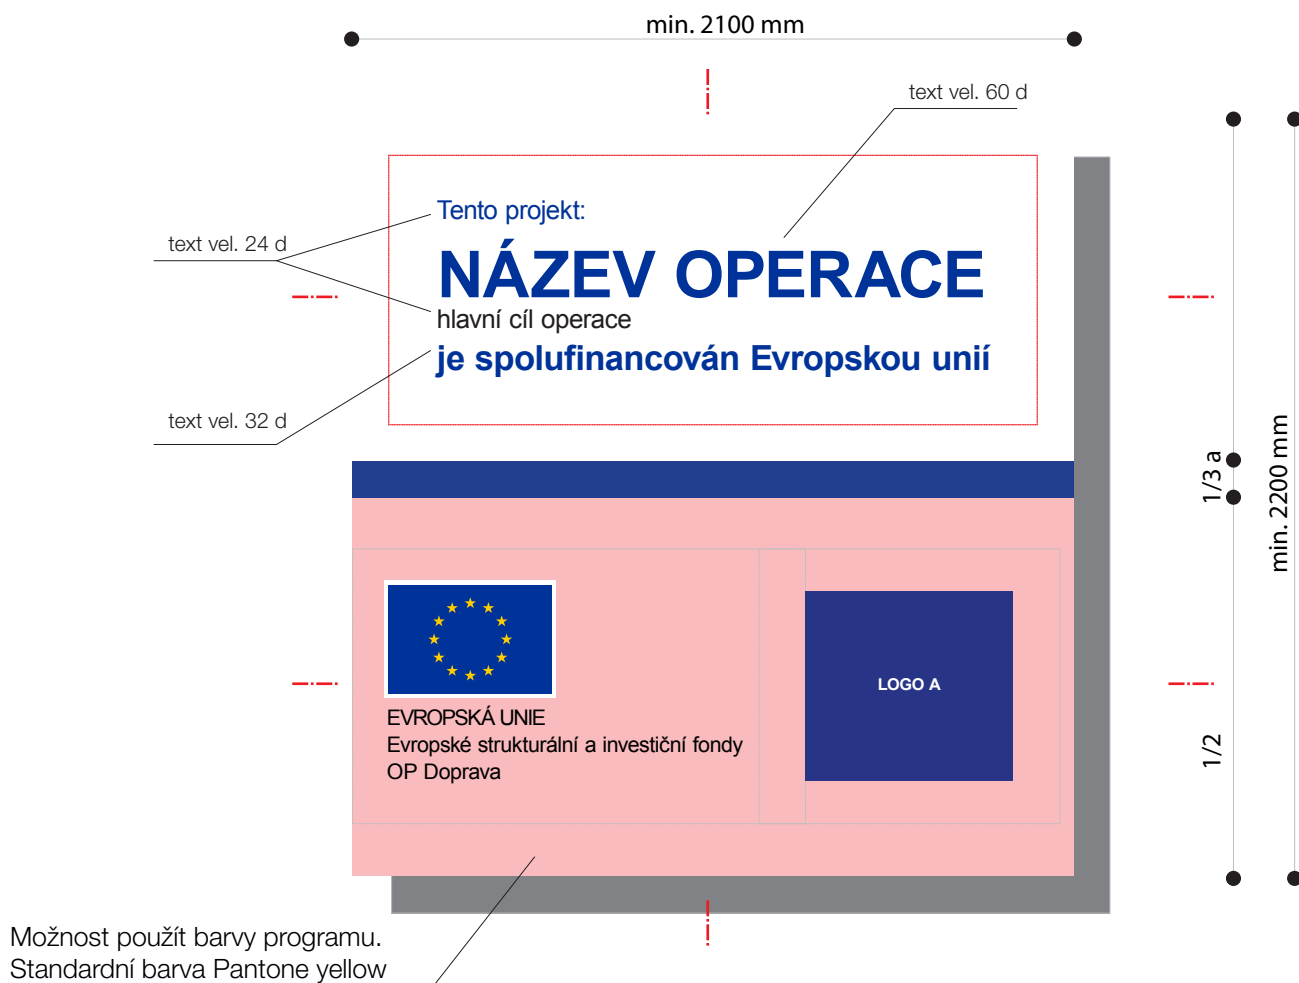 min. 2100 mm
text vel. 60 d
Tento projekt:
text vel. 24 d
NÁZEV OPERACE
hlavní cíl operace
je spolufinancován Evropskou unií
text vel. 32 d
1/3 a
min. 2200 mm
LOGO A
EVROPSKÁ UNIE
Evropské strukturální a investiční fondy
OP Doprava
1/2
Možnost použít barvy programu.
Standardní barva Pantone yellow